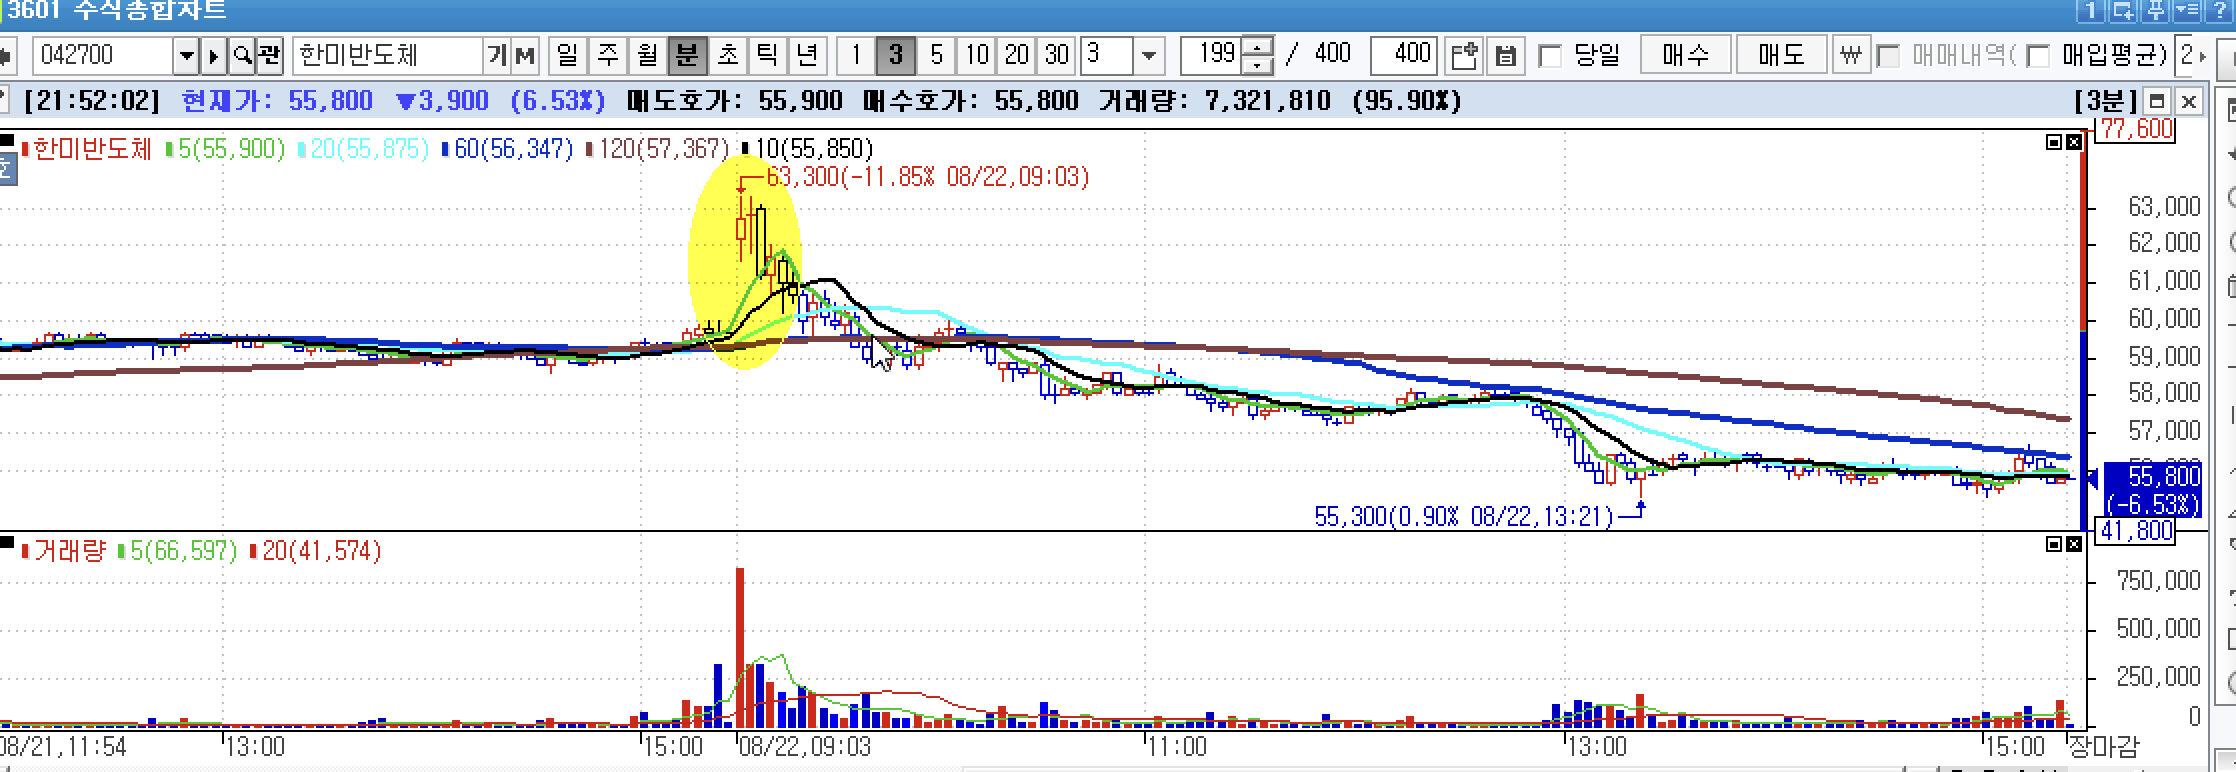 3601 주식종합차트
042700 관 한미반도체 기 M 일 주 월 분 초 틱 년 1 3 5 10 20 30 3 199 / 400 400 당일 매수 매도 ₩ 매매내역( 매입평균) 2
[21:52:02] 현재가: 55,800 ▼3,900 (6.53%) 매도호가: 55,900 매수호가: 55,800 거래량: 7,321,810 (95.90%) [3분]
77,600
한미반도체 5(55,900) 20(55,875) 60(56,347) 120(57,367) 10(55,850)
63,300(-11.85% 08/22,09:03)
63,000
62,000
61,000
60,000
59,000
58,000
57,000
55,800
(-6.53%)
55,300(0.90% 08/22,13:21)
41,800
거래량 5(66,597) 20(41,574)
750,000
500,000
250,000
0
08/21,11:54 13:00 15:00 08/22,09:03 11:00 13:00 15:00 장마감